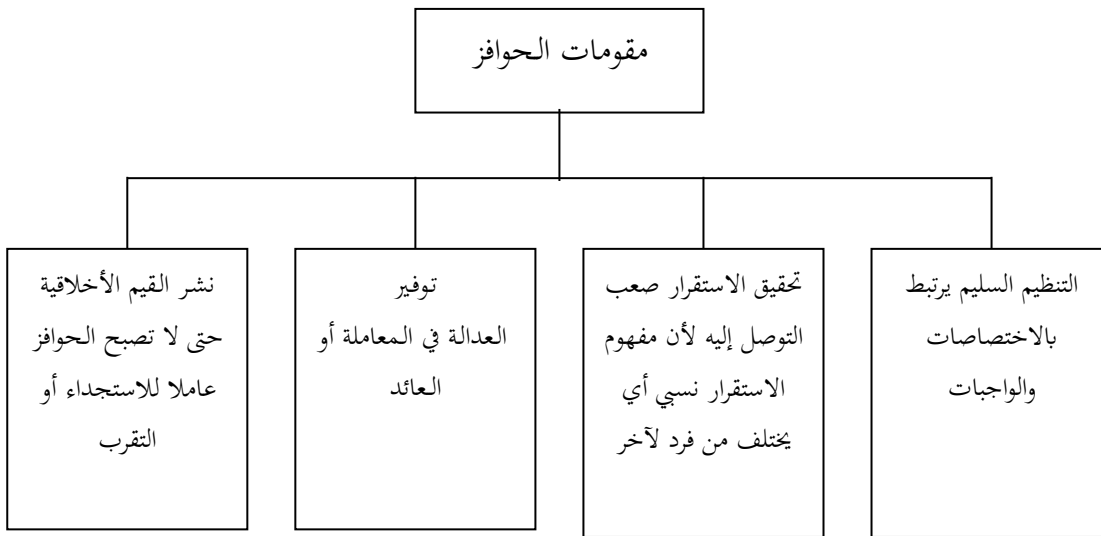 مقومات الحوافز
التنظيم السليم يرتبط
بالاختصاصات
والواجبات
تحقيق الاستقرار صعب
التوصل إليه لأن مفهوم
الاستقرار نسبي أي
يختلف من فرد لآخر
توفير
العدالة في المعاملة أو
العائد
نشر القيم الأخلاقية
حتى لا تصبح الحوافز
عاملا للاستجداء أو
التقرب